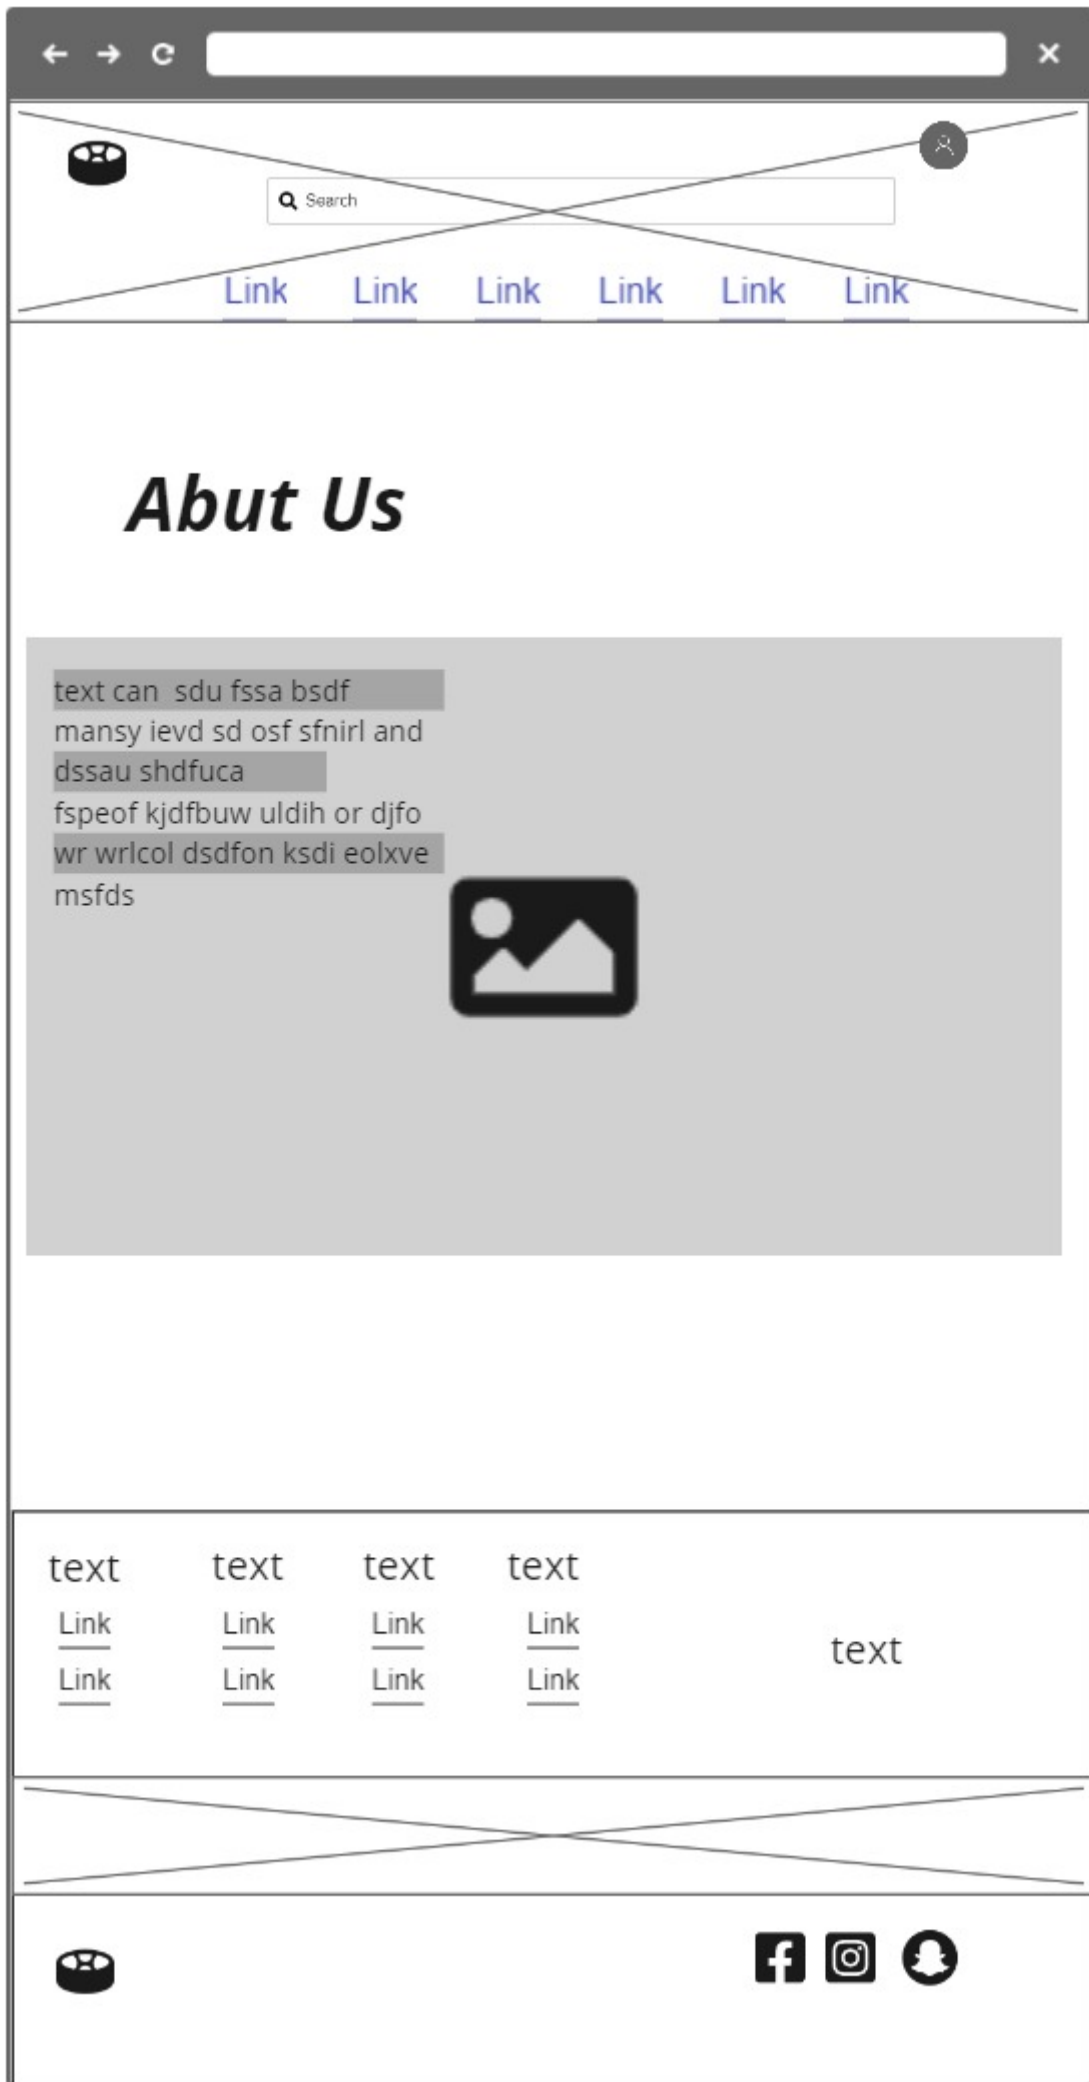 Search
Link Link Link Link Link Link
Abut Us
text can sdu fssa bsdf
mansy ievd sd osf sfnirl and
dssau shdfuca
fspeof kjdfbuw uldih or djfo
wr wrlcol dsdfon ksdi eolxve
msfds
text text text text
Link Link Link Link
text
Link Link Link Link